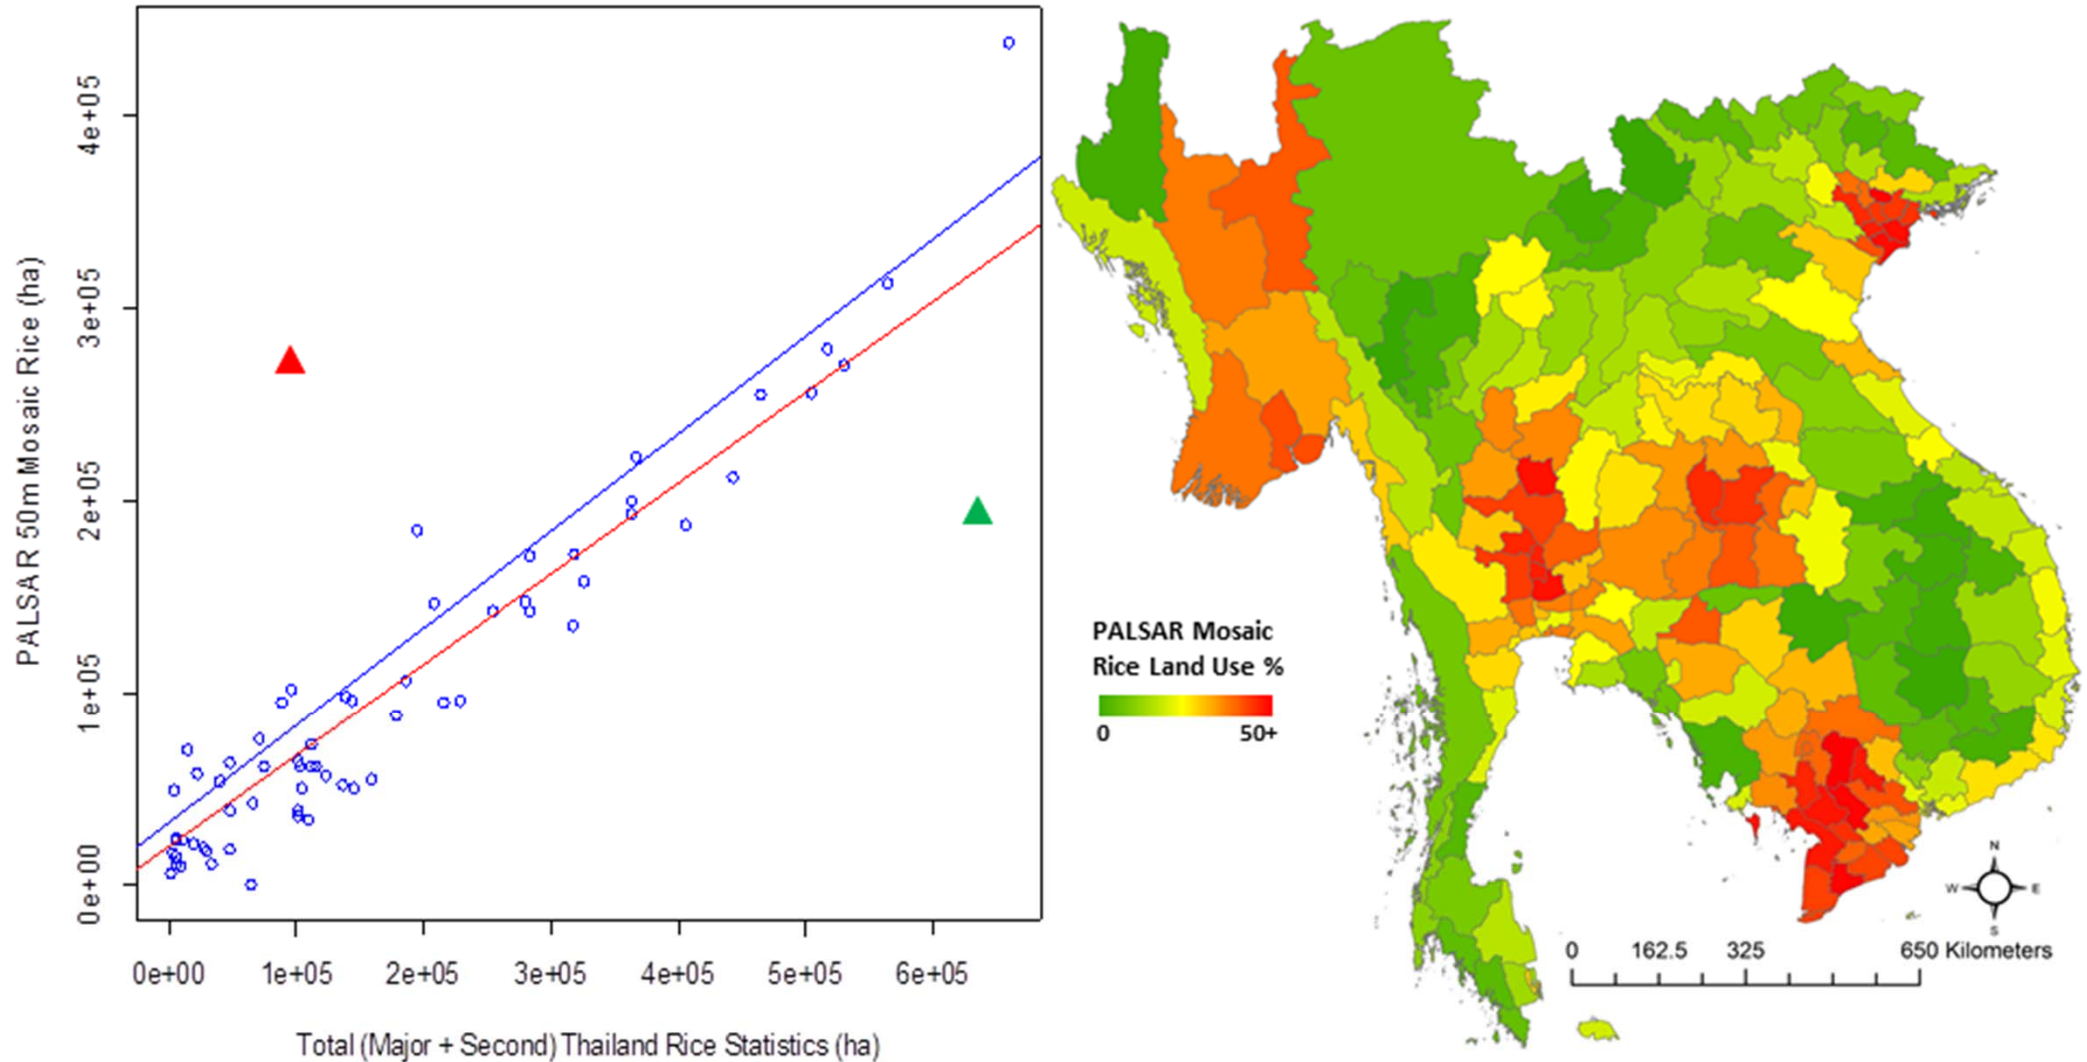 PALSAR 50m Mosaic Rice (ha)
4e+05
3e+05
2e+05
1e+05
0e+00
0e+00 1e+05 2e+05 3e+05 4e+05 5e+05 6e+05
Total (Major + Second) Thailand Rice Statistics (ha)
PALSAR Mosaic
Rice Land Use %
0 50+
N
W E
S
0 162.5 325 650 Kilometers